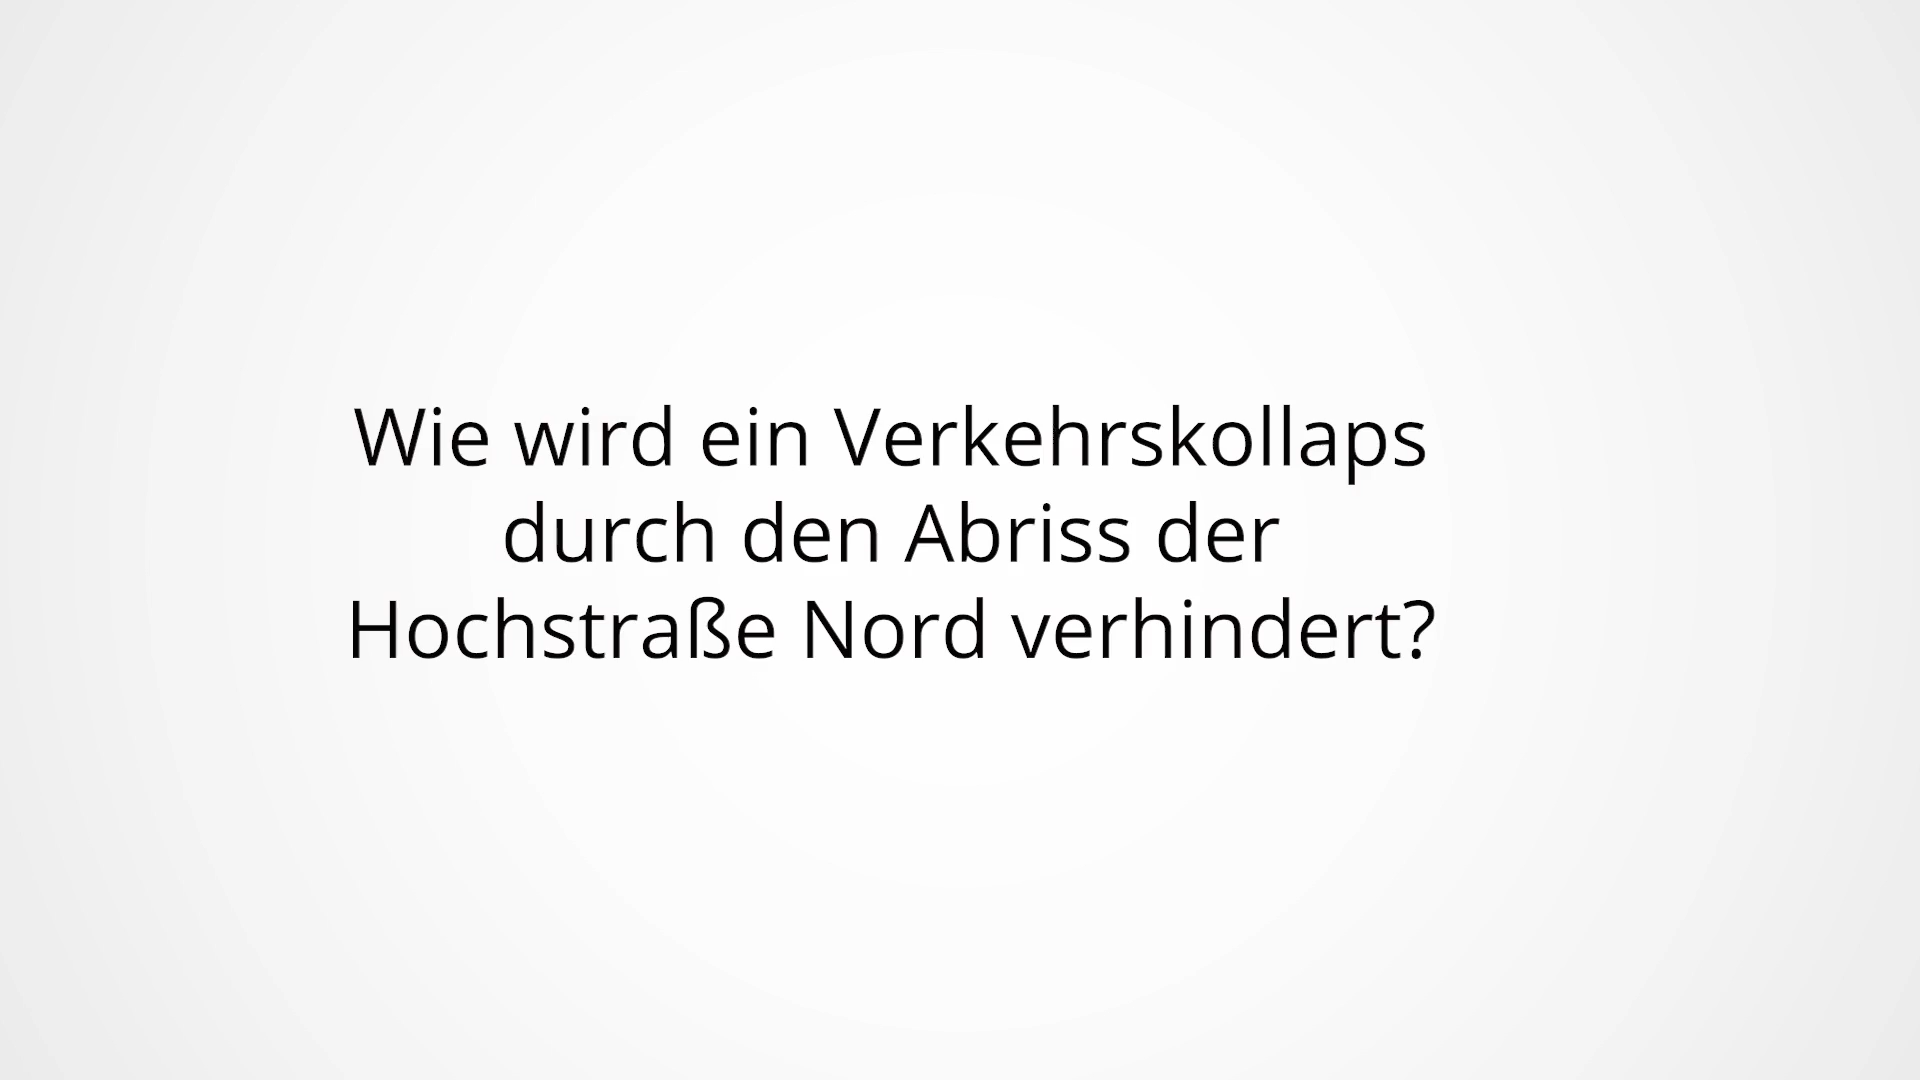 Wie wird ein Verkehrskollaps
durch den Abriss der
Hochstraße Nord verhindert?